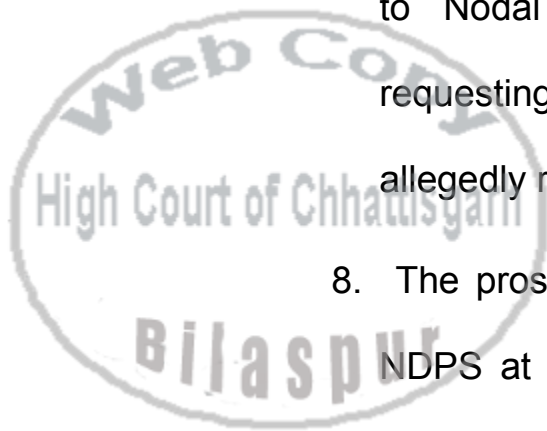 to Nodal
Web Copy
requesting
High Court of Chhattisgarh
allegedly
8. The pros
Bilaspur
NDPS at